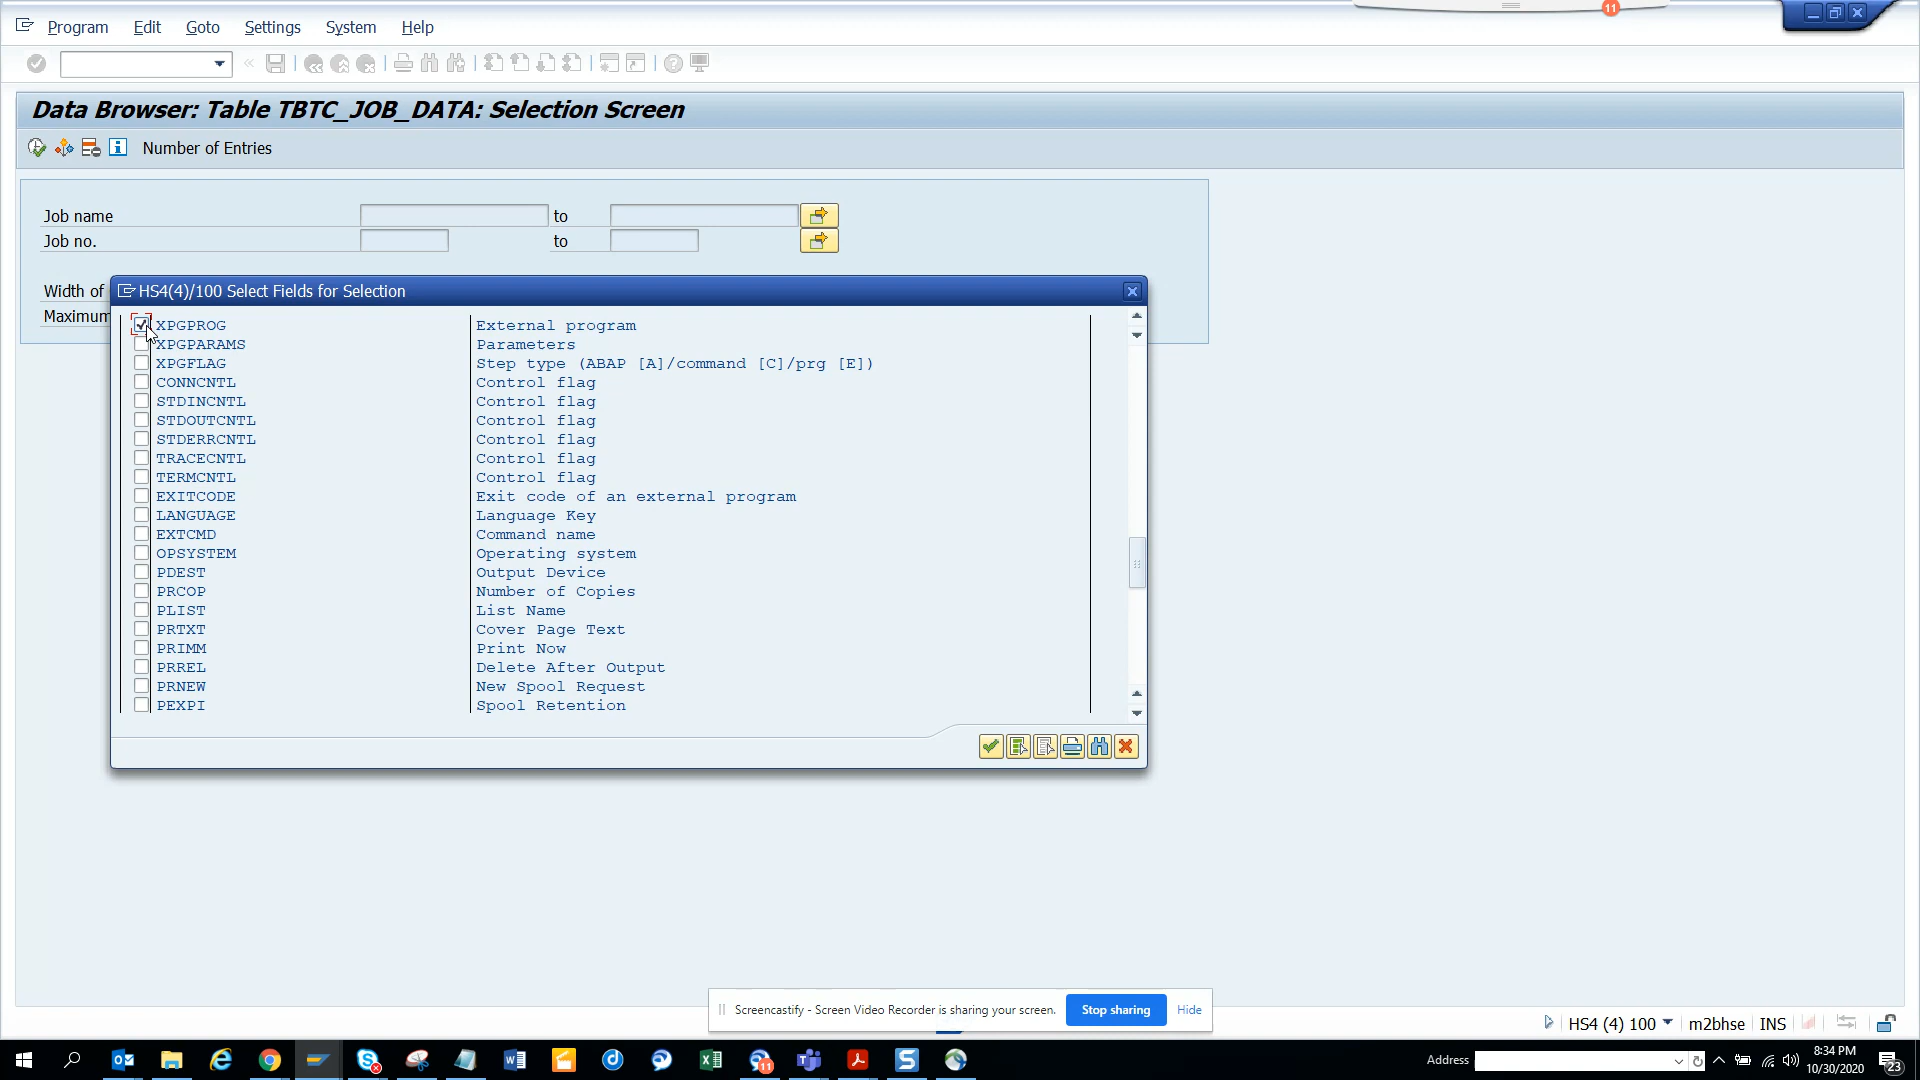 Program Edit Goto Settings System Help
11
Data Browser: Table TBTC_JOB_DATA: Selection Screen
Number of Entries
Job name to
Job no. to
Width of
Maximum
HS4(4)/100 Select Fields for Selection
XPGPROG External program
XPGPARAMS Parameters
XPGFLAG Step type (ABAP [A]/command [C]/prg [E])
CONNCNTL Control flag
STDINCNTL Control flag
STDOUTCNTL Control flag
STDERRCNTL Control flag
TRACECNTL Control flag
TERMCNTL Control flag
EXITCODE Exit code of an external program
LANGUAGE Language Key
EXTCMD Command name
OPSYSTEM Operating system
PDEST Output Device
PRCOP Number of Copies
PLIST List Name
PRTXT Cover Page Text
PRIMM Print Now
PRREL Delete After Output
PRNEW New Spool Request
PEXPI Spool Retention
Screencastify - Screen Video Recorder is sharing your screen. Stop sharing Hide
HS4 (4) 100 m2bhse INS
11
Address
8:34 PM
10/30/2020
23